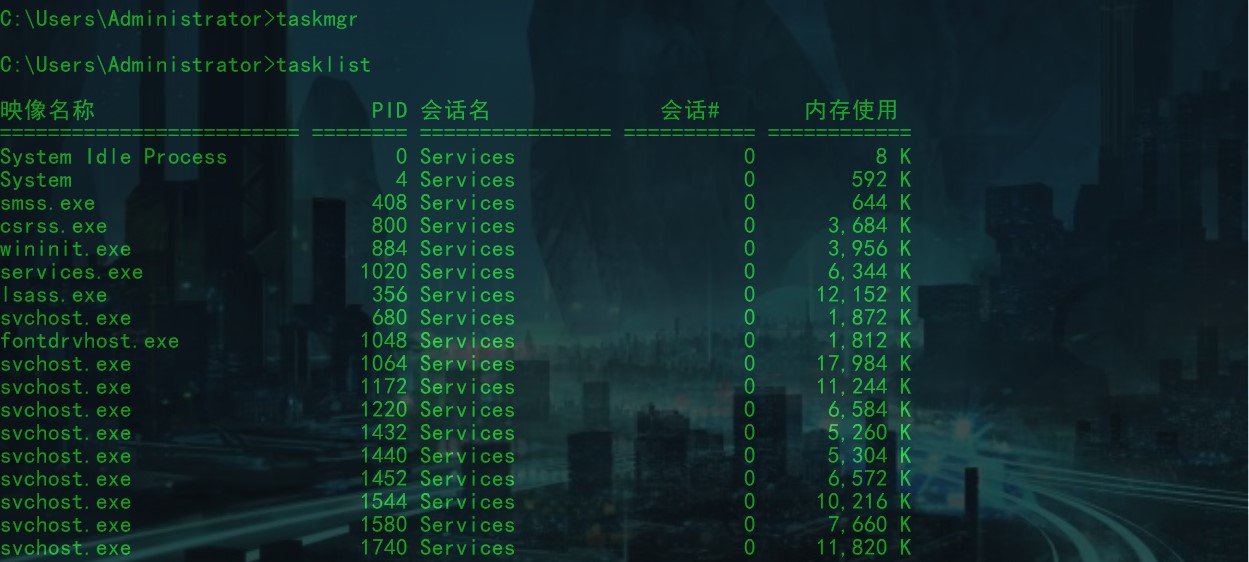 C:\Users\Administrator>taskmgr
C:\Users\Administrator>tasklist
映像名称                       PID 会话名              会话#       内存使用
========================= ======== ================ =========== ============
System Idle Process              0 Services                   0          8 K
System                           4 Services                   0        592 K
smss.exe                       408 Services                   0        644 K
csrss.exe                      800 Services                   0      3,684 K
wininit.exe                    884 Services                   0      3,956 K
services.exe                  1020 Services                   0      6,344 K
lsass.exe                      356 Services                   0     12,152 K
svchost.exe                    680 Services                   0      1,872 K
fontdrvhost.exe               1048 Services                   0      1,812 K
svchost.exe                   1064 Services                   0     17,984 K
svchost.exe                   1172 Services                   0     11,244 K
svchost.exe                   1220 Services                   0      6,584 K
svchost.exe                   1432 Services                   0      5,260 K
svchost.exe                   1440 Services                   0      5,304 K
svchost.exe                   1452 Services                   0      6,572 K
svchost.exe                   1544 Services                   0     10,216 K
svchost.exe                   1580 Services                   0      7,660 K
svchost.exe                   1740 Services                   0     11,820 K